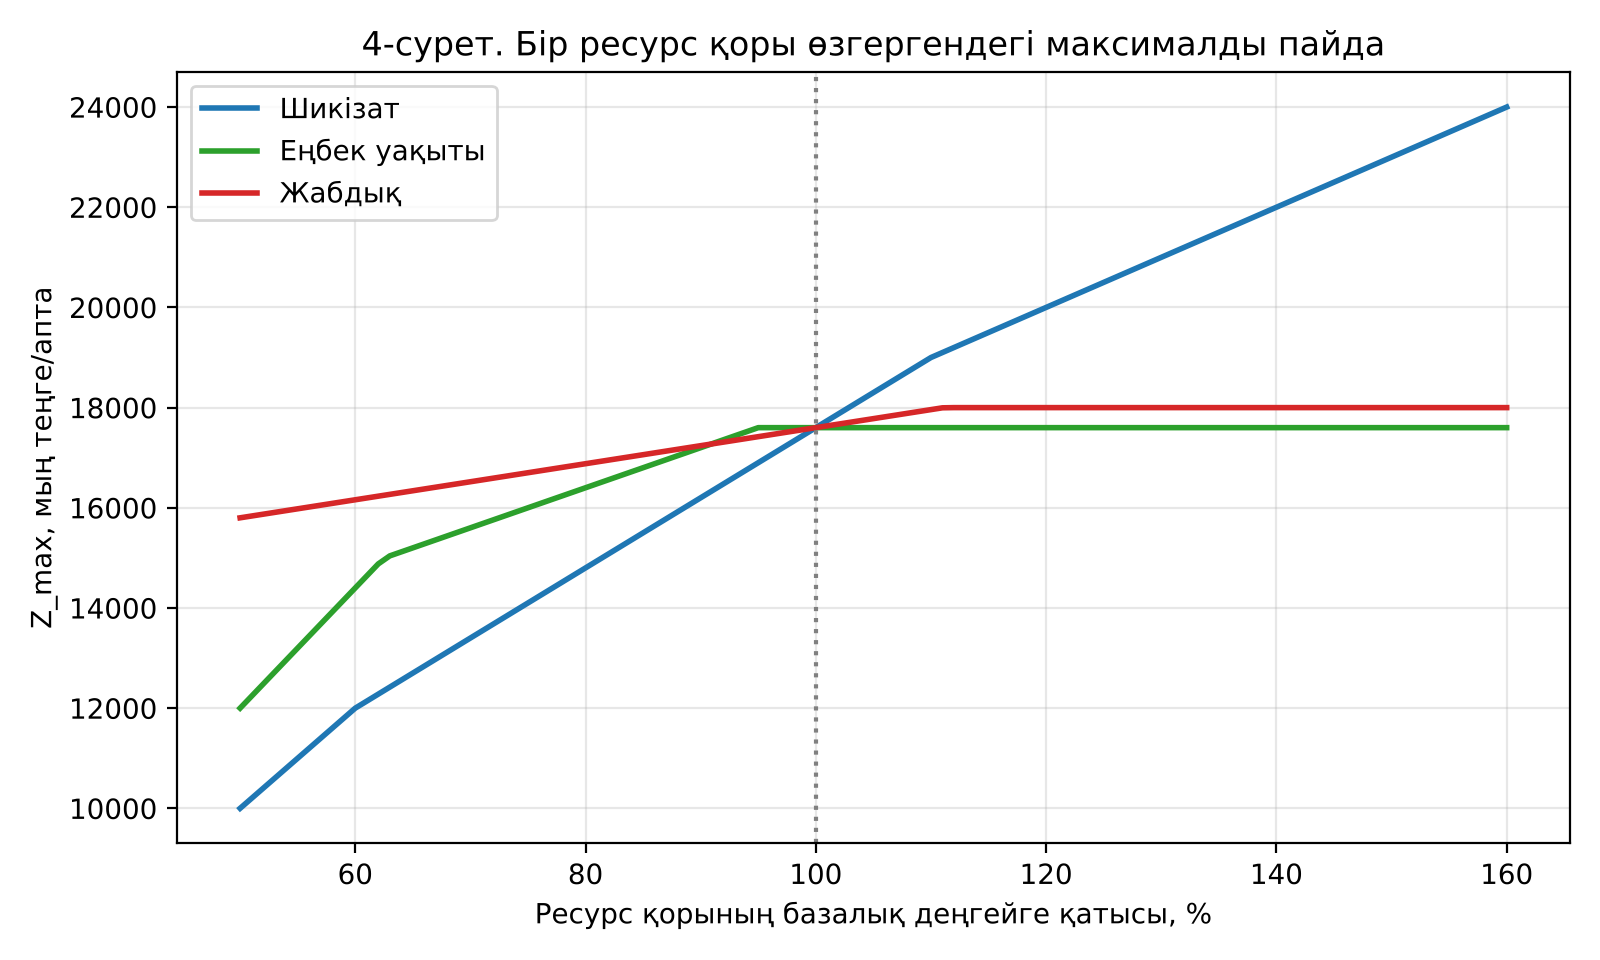 4-сурет. Бір ресурс қоры өзгергендегі максималды пайда
Шикізат
Еңбек уақыты
Жабдық
Z_max, мың теңге/апта
24000
22000
20000
18000
16000
14000
12000
10000
60 80 100 120 140 160
Ресурс қорының базалық деңгейге қатысы, %